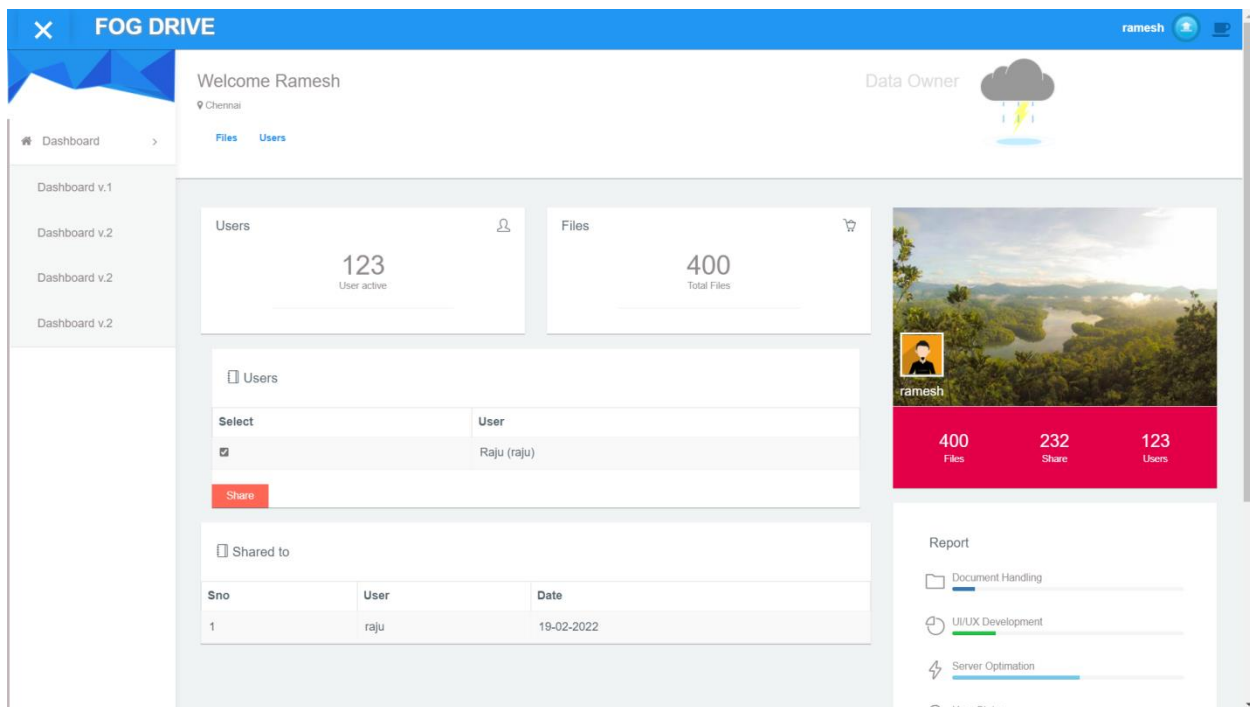 FOG DRIVE
ramesh
Welcome Ramesh
Data Owner
Chennai
Files Users
Dashboard
Dashboard v.1
Dashboard v.2
Dashboard v.2
Dashboard v.2
Users
123
User active
Files
400
Total Files
Users
Select User
Raju (raju)
Share
Shared to
Sno User Date
1 raju 19-02-2022
ramesh
400 232 123
Files Share Users
Report
Document Handling
UI/UX Development
Server Optimation